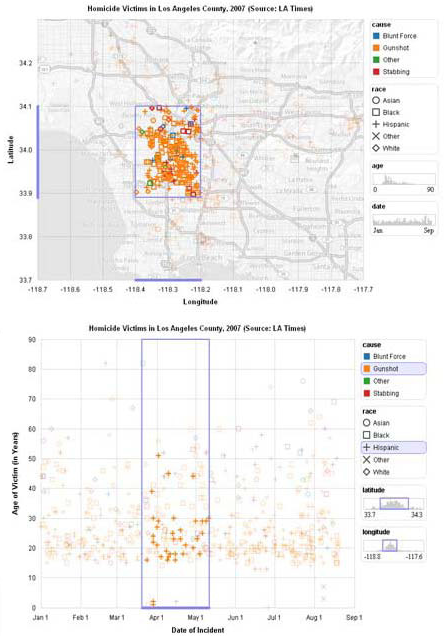 Homicide Victims in Los Angeles County, 2007 (Source: LA Times)
cause
Blunt Force
Gunshot
Other
Stabbing
race
Asian
Black
Hispanic
Other
White
age
0 90
date
Jan Sep
34.2
34.1
34.0
33.9
33.8
33.7
Latitude
-118.7 -118.5 -118.5 -118.4 -118.3 -118.2 -118.1 -118.0 -117.9 -117.8 -117.7
Longitude
Homicide Victims in Los Angeles County, 2007 (Source: LA Times)
cause
Blunt Force
Gunshot
Other
Stabbing
race
Asian
Black
Hispanic
Other
White
latitude
33.7 34.3
longitude
-118.8 -117.6
90
80
70
60
50
40
30
20
10
0
Age of Victim (in Years)
Jan 1 Feb 1 Mar 1 Apr 1 May 1 Jun 1 Jul 1 Aug 1 Sep 1
Date of Incident